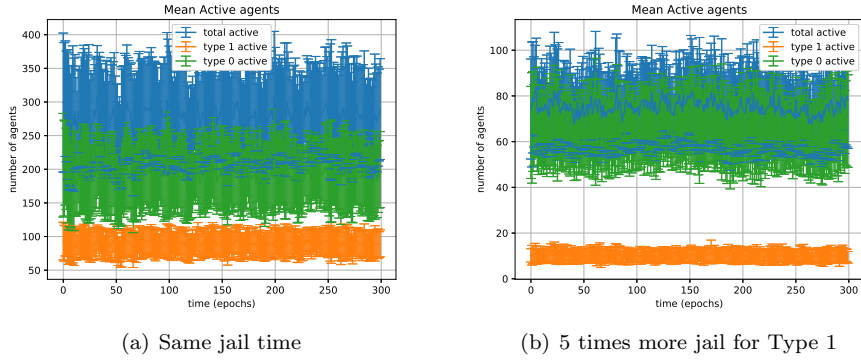 Mean Active agents
total active
type 1 active
type 0 active
number of agents
400
350
300
250
200
150
100
50
0
50
100
150
200
250
300
time (epochs)
(a) Same jail time
Mean Active agents
total active
type 1 active
type 0 active
number of agents
100
80
60
40
20
0
0
50
100
150
200
250
300
time (epochs)
(b) 5 times more jail for Type 1